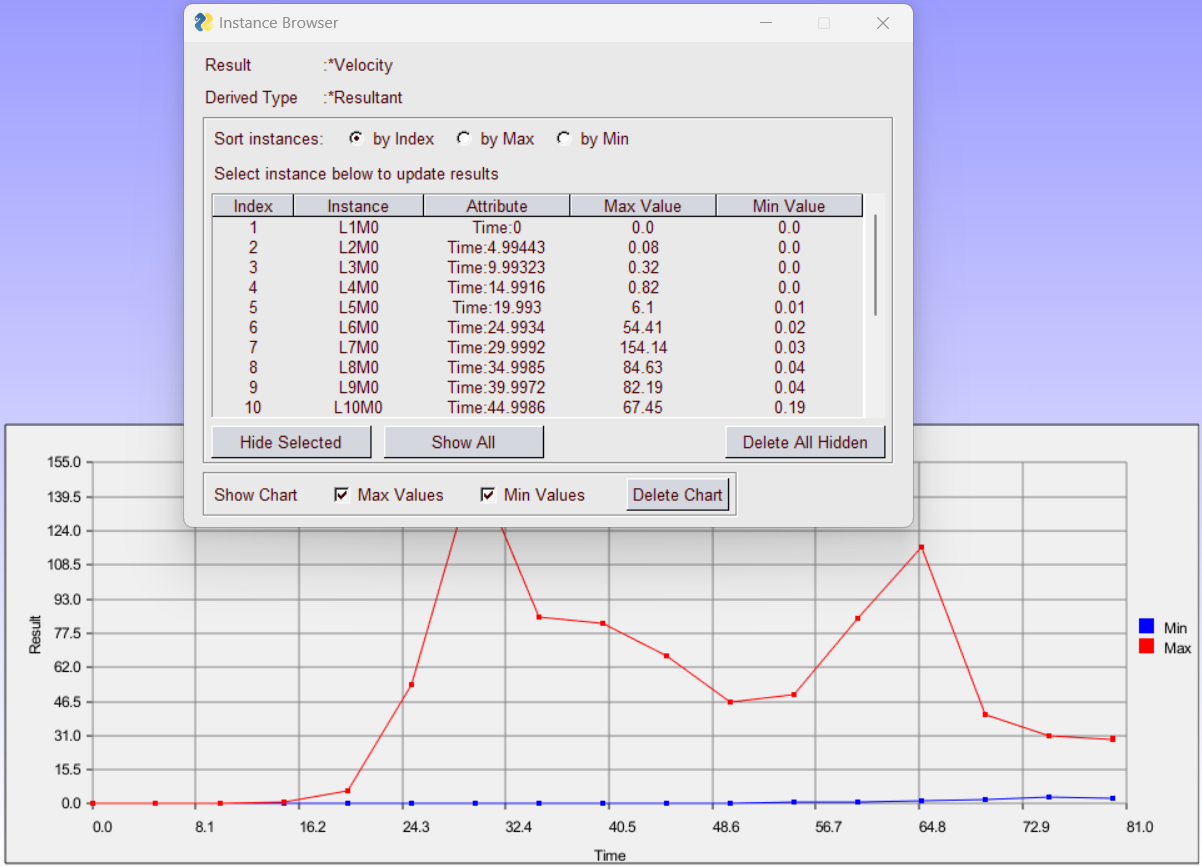 Instance Browser
Result :*Velocity
Derived Type :*Resultant
Sort instances: by Index by Max by Min
Select instance below to update results
Index Instance Attribute Max Value Min Value
1 L1M0 Time:0 0.0 0.0
2 L2M0 Time:4.99443 0.08 0.0
3 L3M0 Time:9.99323 0.32 0.0
4 L4M0 Time:14.9916 0.82 0.0
5 L5M0 Time:19.993 6.1 0.01
6 L6M0 Time:24.9934 54.41 0.02
7 L7M0 Time:29.9992 154.14 0.03
8 L8M0 Time:34.9985 84.63 0.04
9 L9M0 Time:39.9972 82.19 0.04
10 L10M0 Time:44.9986 67.45 0.19
Hide Selected Show All Delete All Hidden
Show Chart Max Values Min Values Delete Chart
155.0
139.5
124.0
108.5
93.0
77.5
62.0
46.5
31.0
15.5
0.0
Result
0.0 8.1 16.2 24.3 32.4 40.5 48.6 56.7 64.8 72.9 81.0
Time
Min
Max